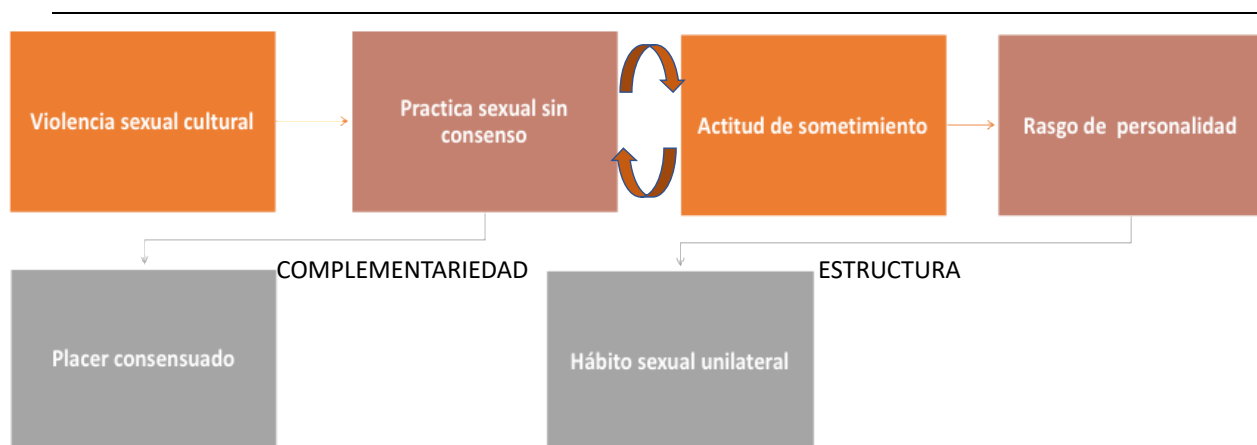 Violencia sexual cultural
Practica sexual sin
consenso
Actitud de sometimiento
Rasgo de personalidad
COMPLEMENTARIEDAD
ESTRUCTURA
Placer consensuado
Hábito sexual unilateral